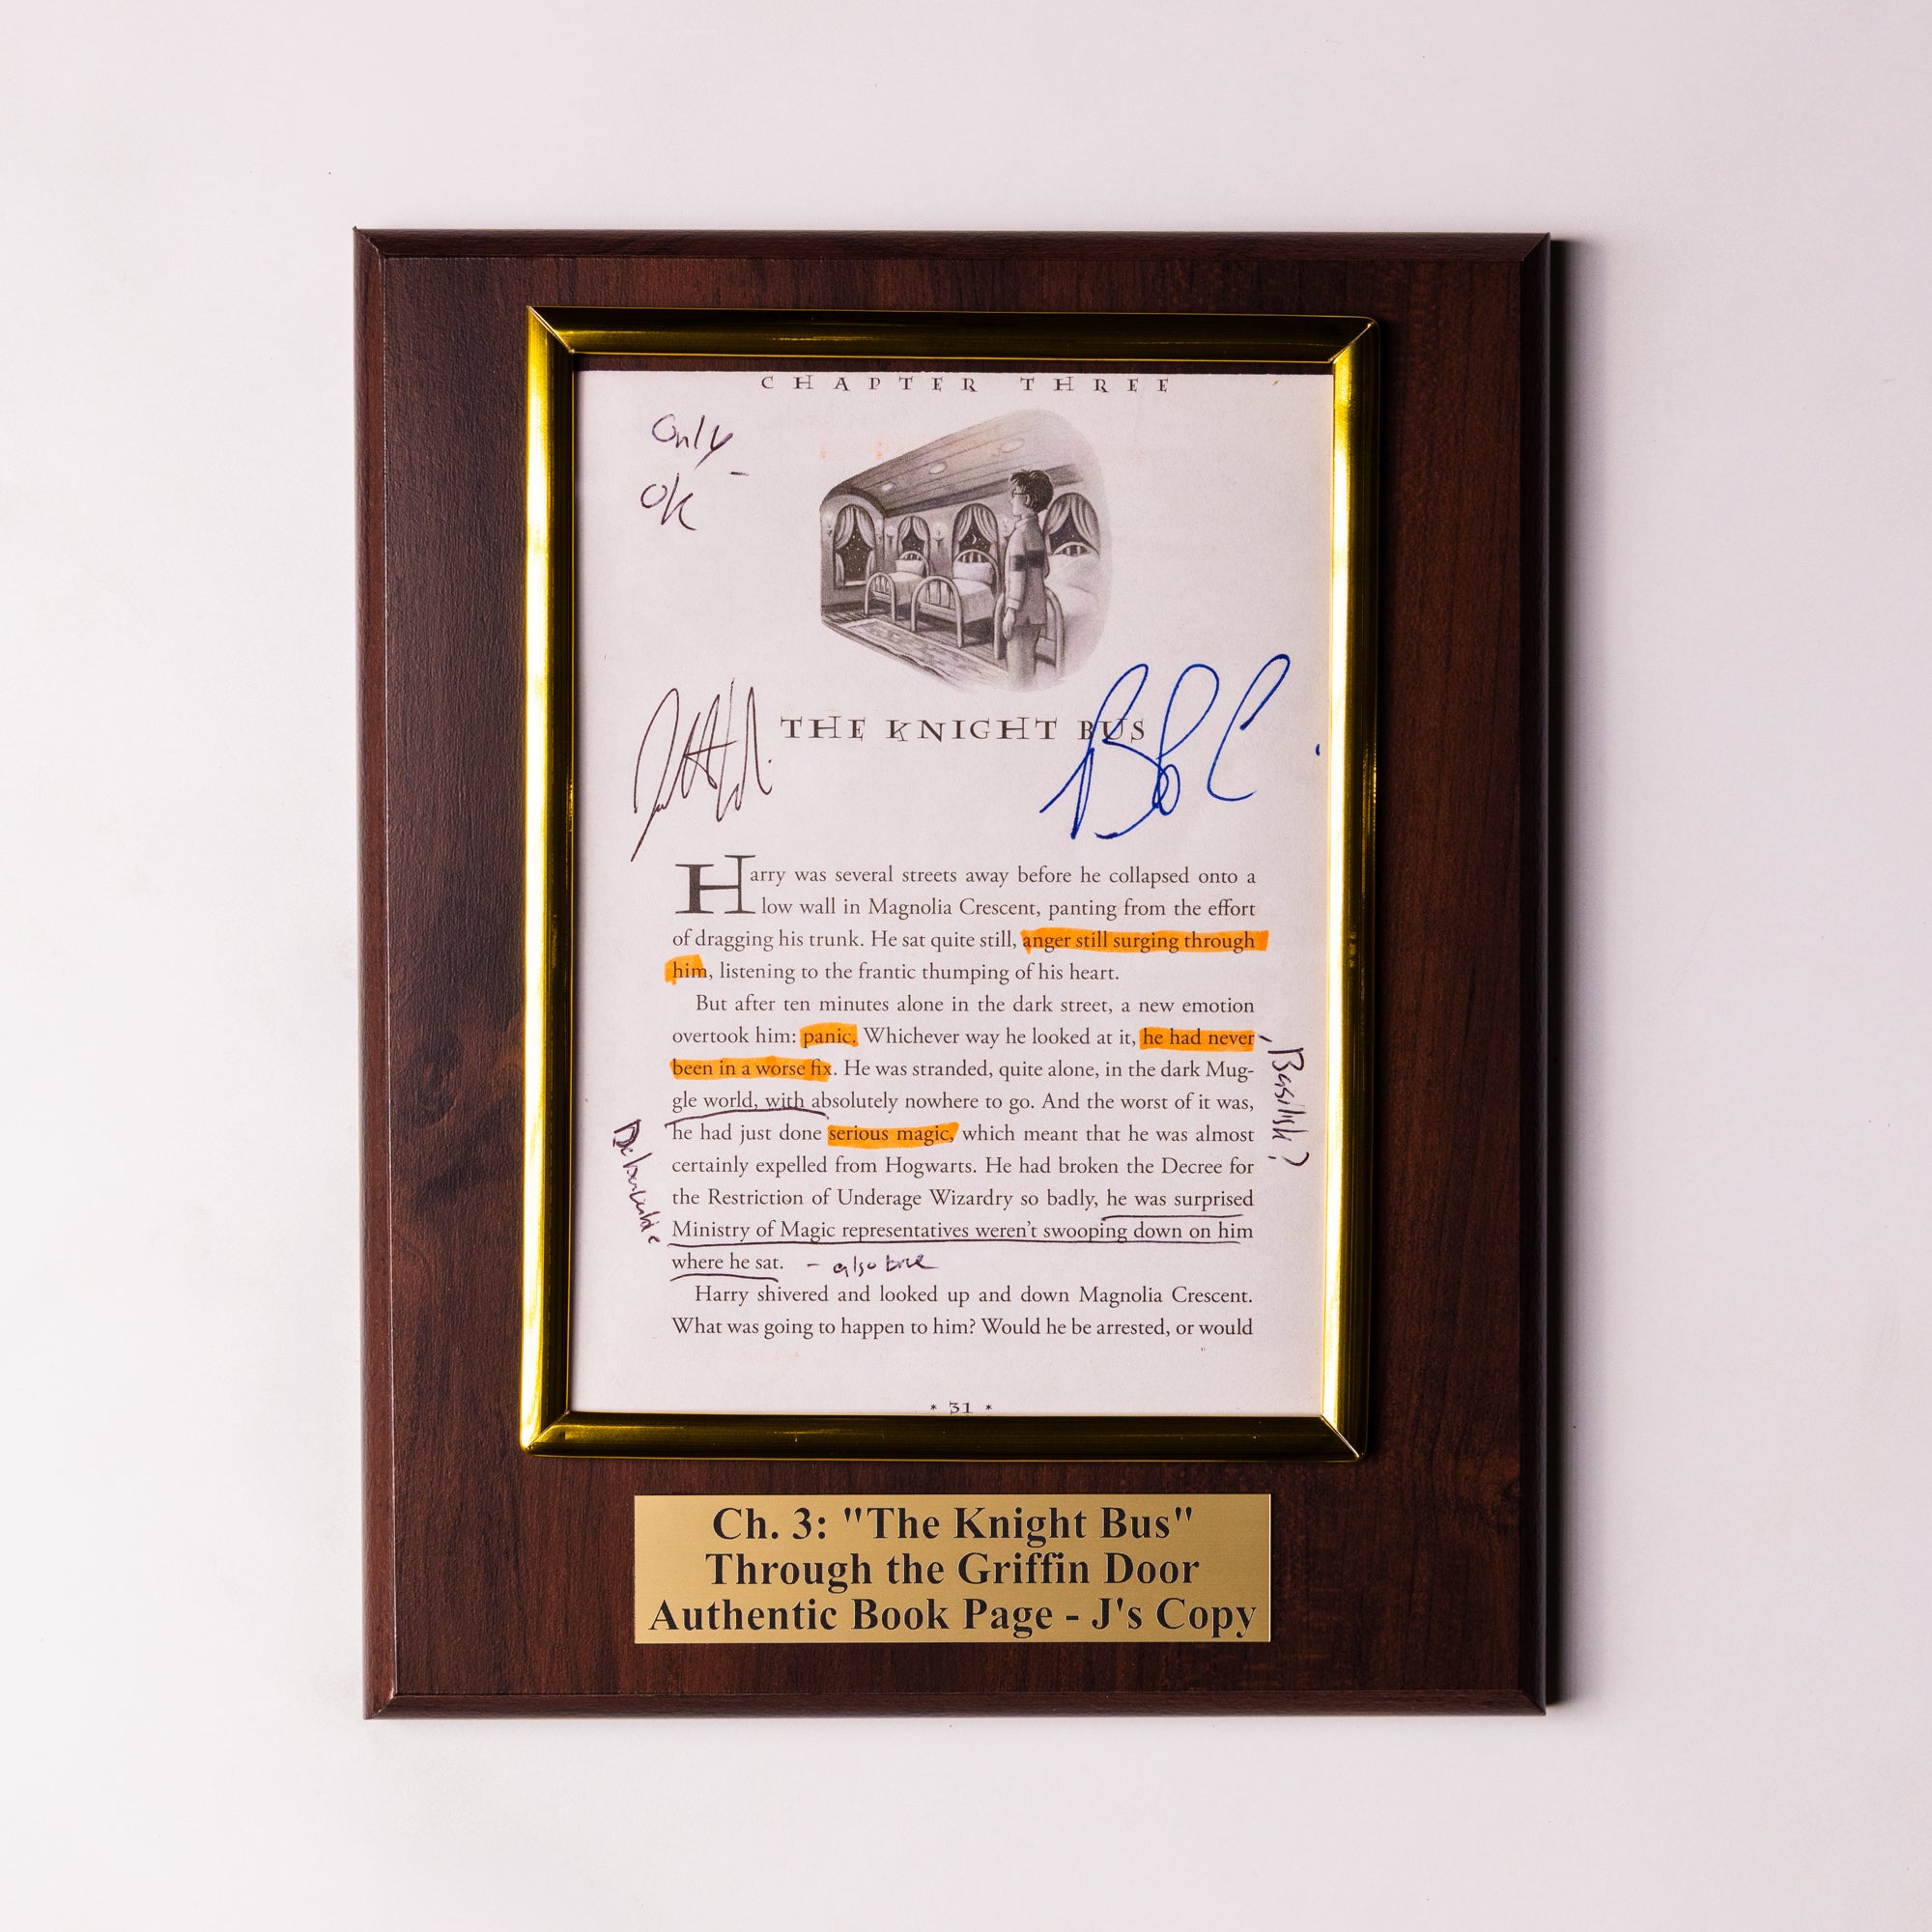 CHAPTER THREE
Only -
OK
THE KNIGHT BUS
Harry was several streets away before he collapsed onto a
low wall in Magnolia Crescent, panting from the effort
of dragging his trunk. He sat quite still, anger still surging through
him, listening to the frantic thumping of his heart.
But after ten minutes alone in the dark street, a new emotion
overtook him: panic. Whichever way he looked at it, he had never
been in a worse fix. He was stranded, quite alone, in the dark Mug-
gle world, with absolutely nowhere to go. And the worst of it was,
he had just done serious magic, which meant that he was almost
certainly expelled from Hogwarts. He had broken the Decree for
the Restriction of Underage Wizardry so badly, he was surprised
Ministry of Magic representatives weren't swooping down on him
where he sat. - also true
Basilisk?
Debatable
Harry shivered and looked up and down Magnolia Crescent.
What was going to happen to him? Would he be arrested, or would
* 31 *
Ch. 3: "The Knight Bus"
Through the Griffin Door
Authentic Book Page - J's Copy